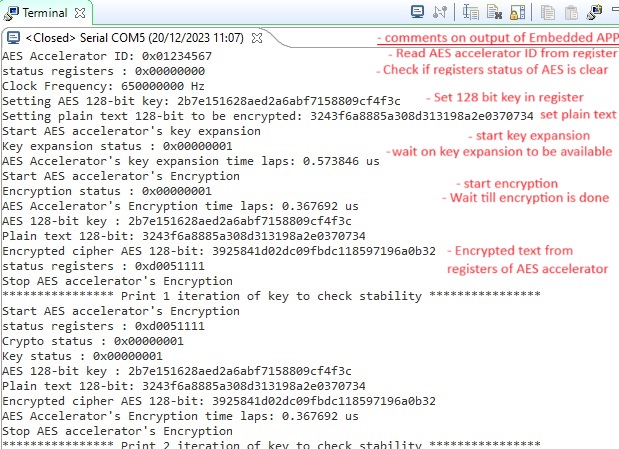 Terminal
<Closed> Serial COM5 (20/12/2023 11:07)
- comments on output of Embedded APP
AES Accelerator ID: 0x01234567
- Read AES accelerator ID from register
status registers : 0x00000000
- Check if registers status of AES is clear
Clock Frequency: 650000000 Hz
Setting AES 128-bit key: 2b7e151628aed2a6abf7158809cf4f3c
- Set 128 bit key in register
Setting plain text 128-bit to be encrypted: 3243f6a8885a308d313198a2e0370734
set plain text
Start AES accelerator's key expansion
- start key expansion
Key expansion status : 0x00000001
-wait on key expansion to be available
AES Accelerator's key expansion time laps: 0.573846 us
Start AES accelerator's Encryption
- start encryption
Encryption status : 0x00000001
- Wait till encryption is done
AES Accelerator's Encryption time laps: 0.367692 us
AES 128-bit key : 2b7e151628aed2a6abf7158809cf4f3c
Plain text 128-bit: 3243f6a8885a308d313198a2e0370734
Encrypted cipher AES 128-bit: 3925841d02dc09fbdc118597196a0b32
- Encrypted text from
registers of AES accelerator
status registers : 0xd0051111
Stop AES accelerator's Encryption
*************** Print 1 iteration of key to check stability ***************
Start AES accelerator's Encryption
status registers : 0xd0051111
Crypto status : 0x00000001
Key status : 0x00000001
AES 128-bit key : 2b7e151628aed2a6abf7158809cf4f3c
Plain text 128-bit: 3243f6a8885a308d313198a2e0370734
Encrypted cipher AES 128-bit: 3925841d02dc09fbdc118597196a0b32
AES Accelerator's Encryption time laps: 0.367692 us
Stop AES accelerator's Encryption
*************** Print 2 iteration of key to check stability ***************